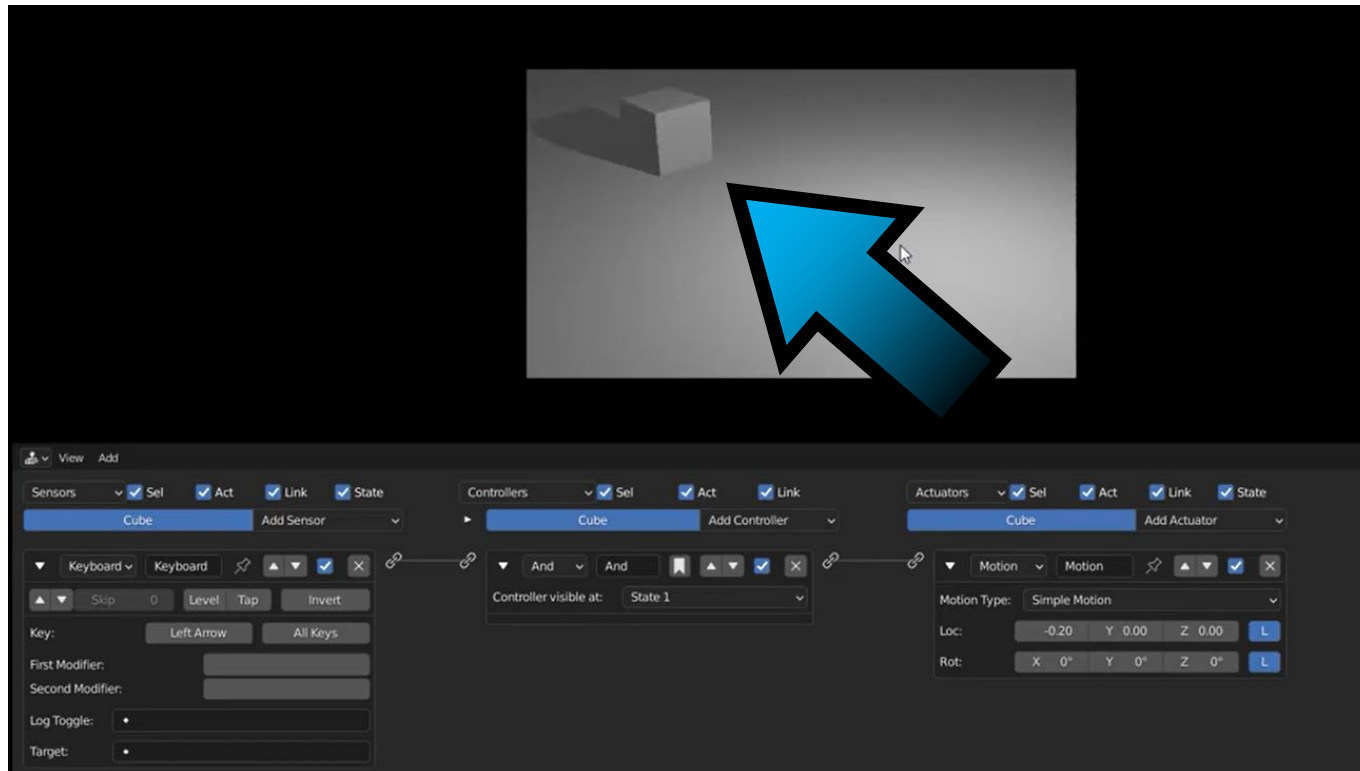 View Add
Sensors Sel Act Link State Controllers Sel Act Link Actuators Sel Act Link State
Cube Add Sensor Cube Add Controller Cube Add Actuator
Keyboard Keyboard And And Motion Motion
Skip 0 Level Tap Invert Controller visible at: State 1 Motion Type: Simple Motion
Key: Left Arrow All Keys Loc: -0.20 Y 0.00 Z 0.00 L
First Modifier: Rot: X 0° Y 0° Z 0° L
Second Modifier:
Log Toggle:
Target: